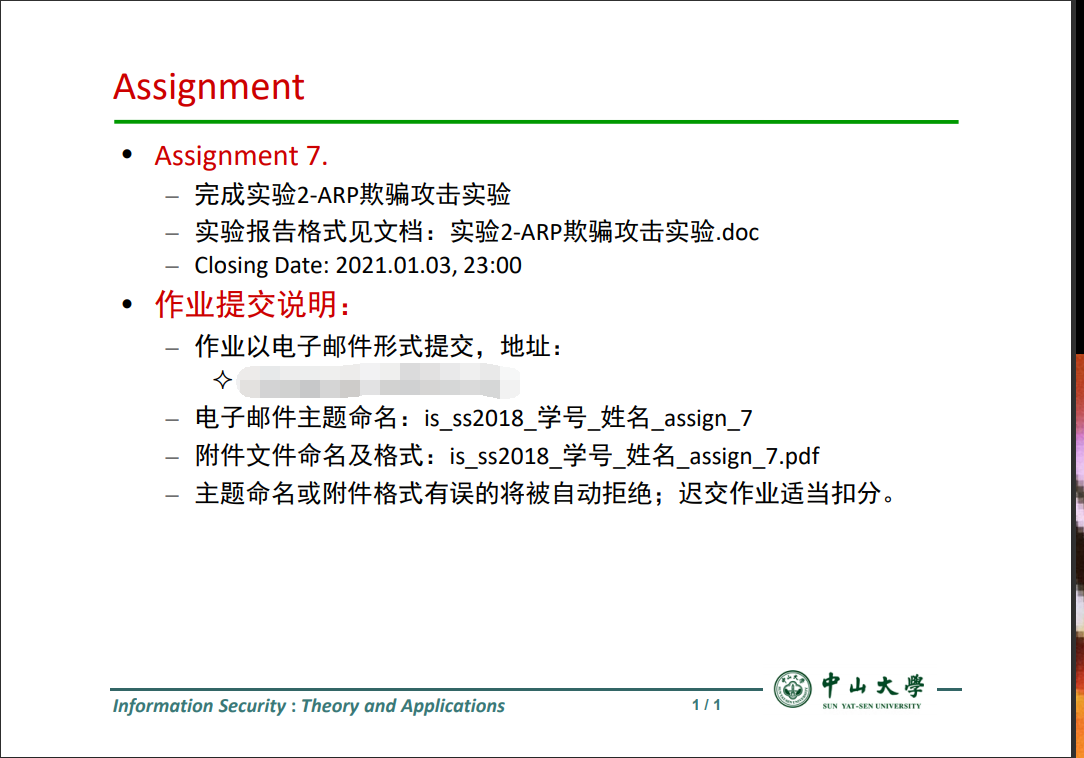 Assignment
• Assignment 7.
– 完成实验2-ARP欺骗攻击实验
– 实验报告格式见文档：实验2-ARP欺骗攻击实验.doc
– Closing Date: 2021.01.03, 23:00
• 作业提交说明：
– 作业以电子邮件形式提交，地址：
– 电子邮件主题命名：is_ss2018_学号_姓名_assign_7
– 附件文件命名及格式：is_ss2018_学号_姓名_assign_7.pdf
– 主题命名或附件格式有误的将被自动拒绝；迟交作业适当扣分。
Information Security : Theory and Applications
1 / 1
中山大學
SUN YAT-SEN UNIVERSITY